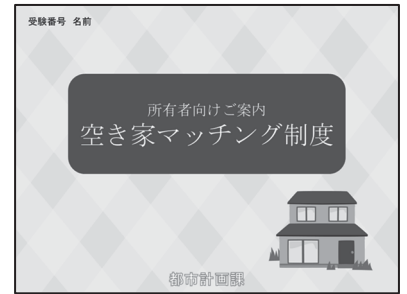 受験番号 名前
所有者向けご案内
空き家マッチング制度
都市計画課